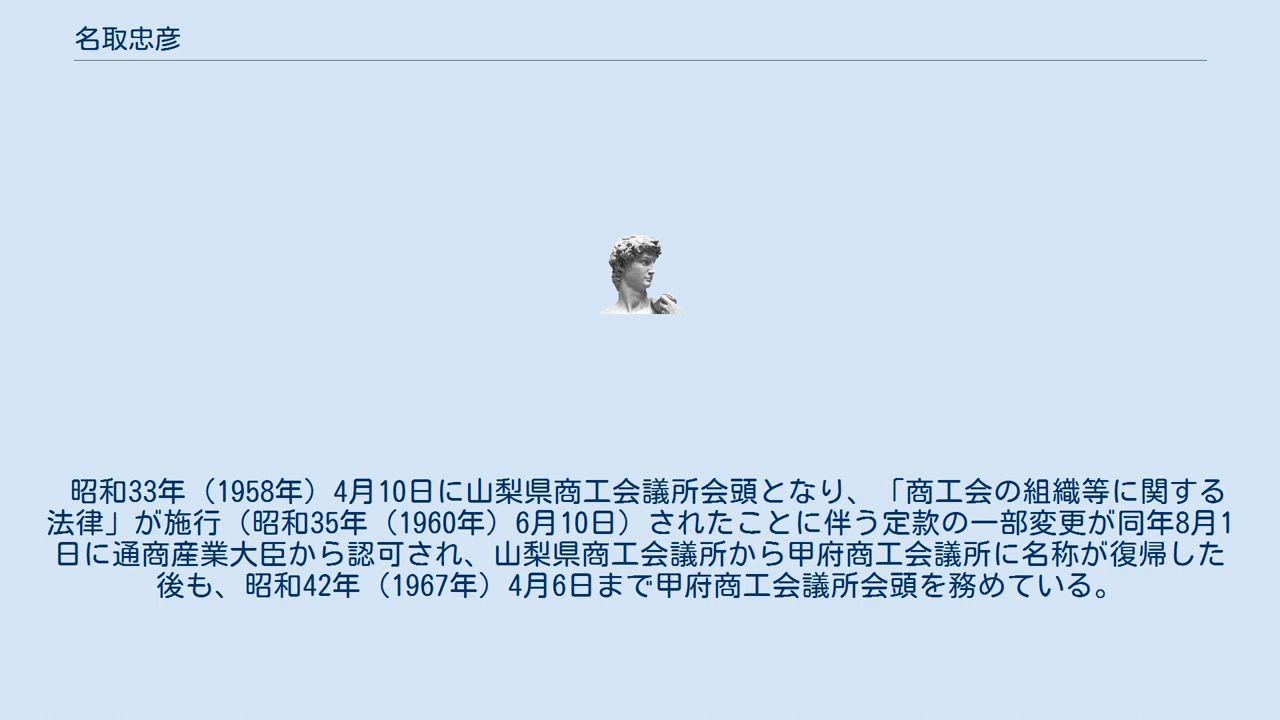 名取忠彦
昭和33年（1958年）4月10日に山梨県商工会議所会頭となり、「商工会の組織等に関する
法律」が施行（昭和35年（1960年）6月10日）されたことに伴う定款の一部変更が同年8月1
日に通商産業大臣から認可され、山梨県商工会議所から甲府商工会議所に名称が復帰した
後も、昭和42年（1967年）4月6日まで甲府商工会議所会頭を務めている。